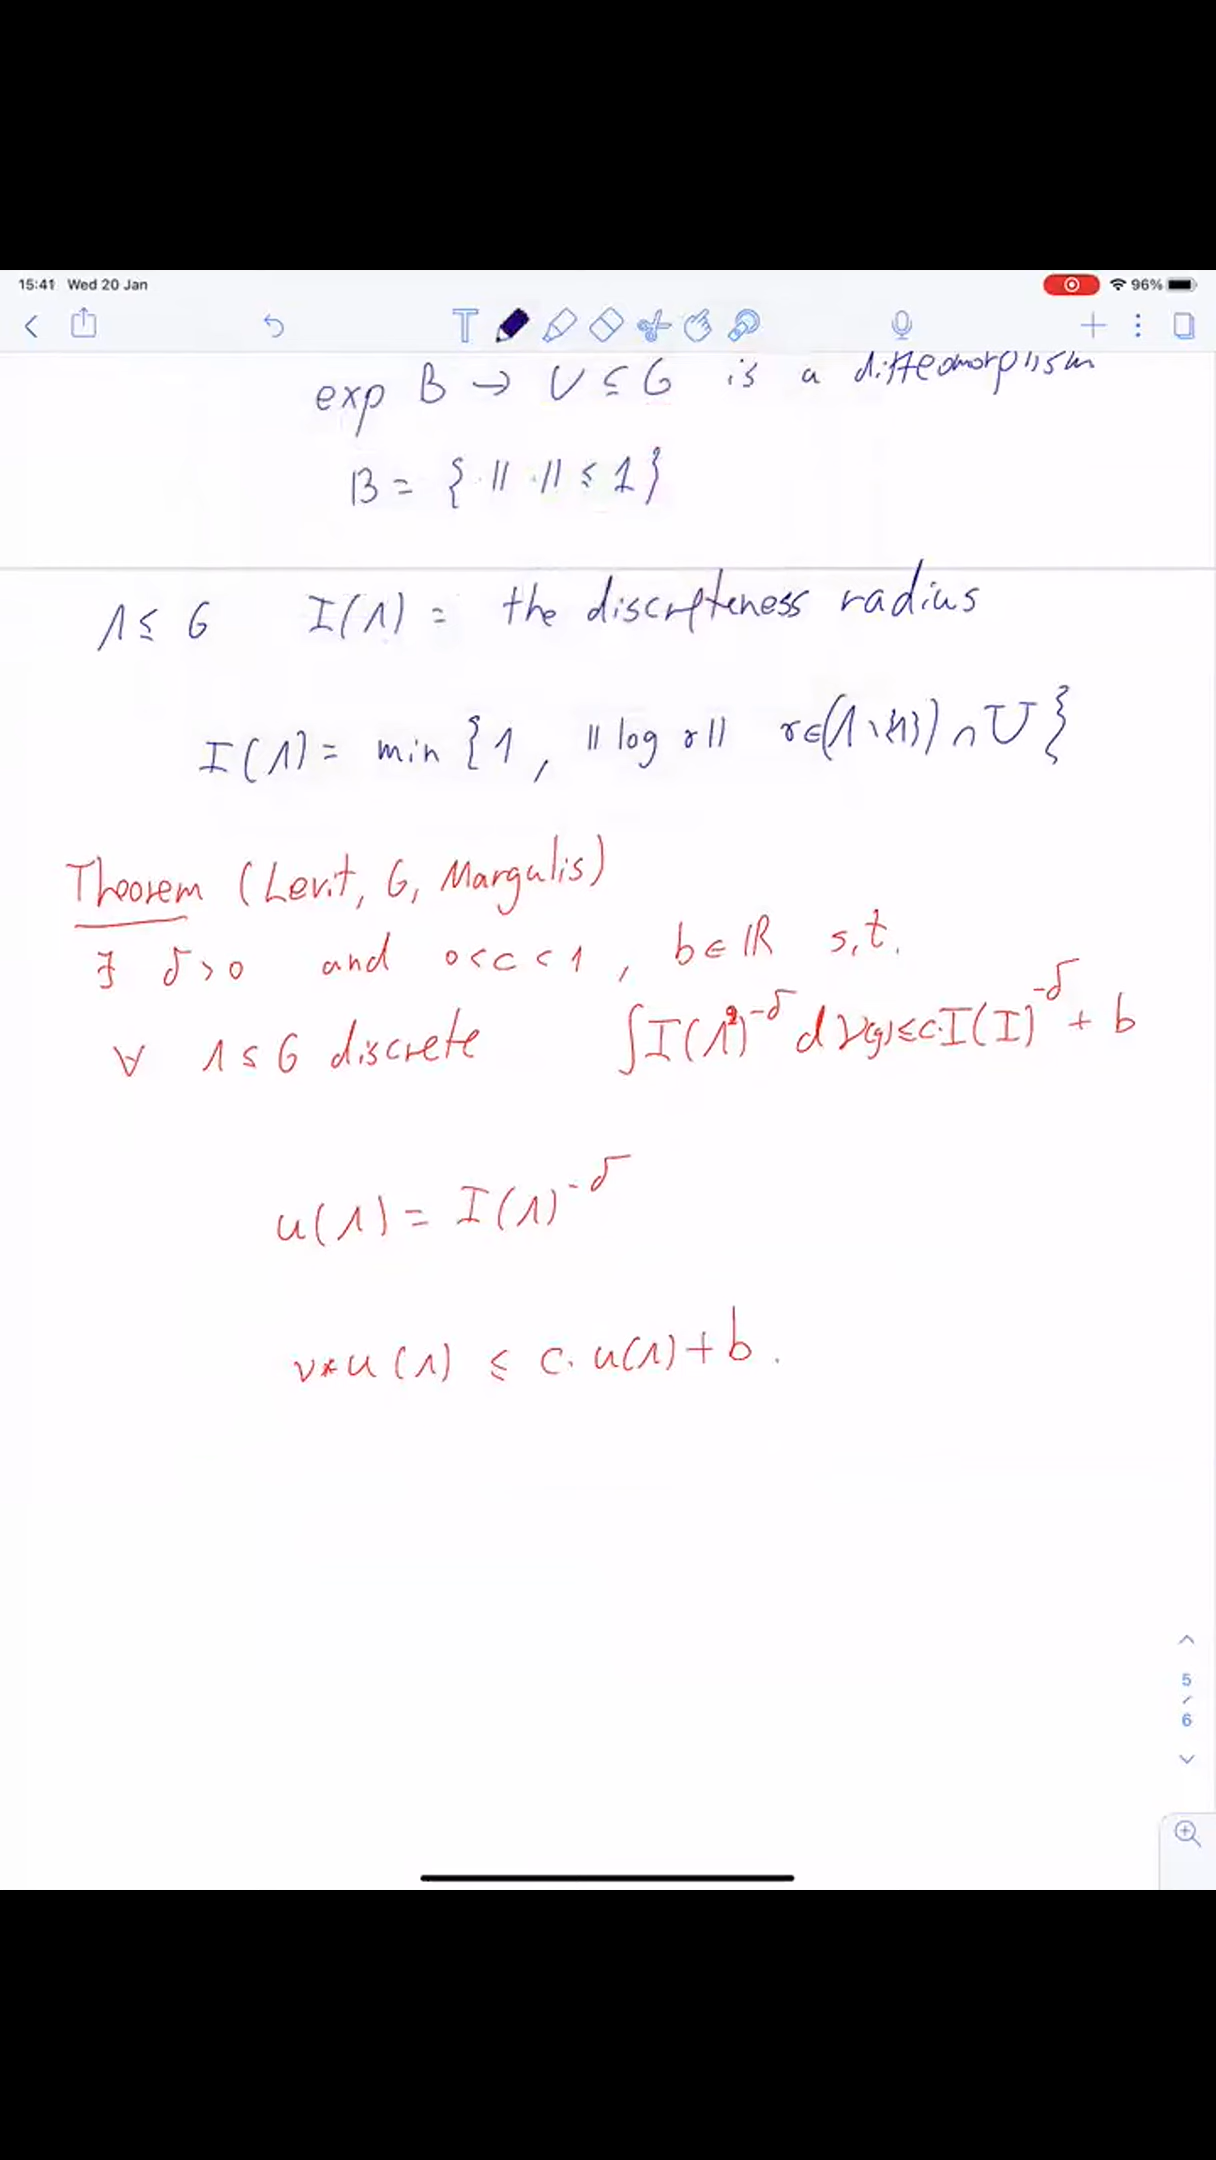 15:41 Wed 20 Jan 96%
exp B → U ≤ G is a diffeomorphism
B = { ‖·‖ ≤ 1 }
Λ ≤ G I(Λ) = the discreteness radius
I(Λ) = min { 1 , ‖ log γ ‖ γ ∈ (Λ \ {1}) ∩ U }
Theorem (Levit, G, Margulis)
∃ δ > 0 and 0 < c < 1 , b ∈ ℝ s.t.
∀ Λ ≤ G discrete ∫ I(Λ^g)^{-δ} d ν(g) ≤ c·I(I)^{-δ} + b
u(Λ) = I(Λ)^{-δ}
ν * u (Λ) ≤ c. u(Λ) + b .
5
/
6